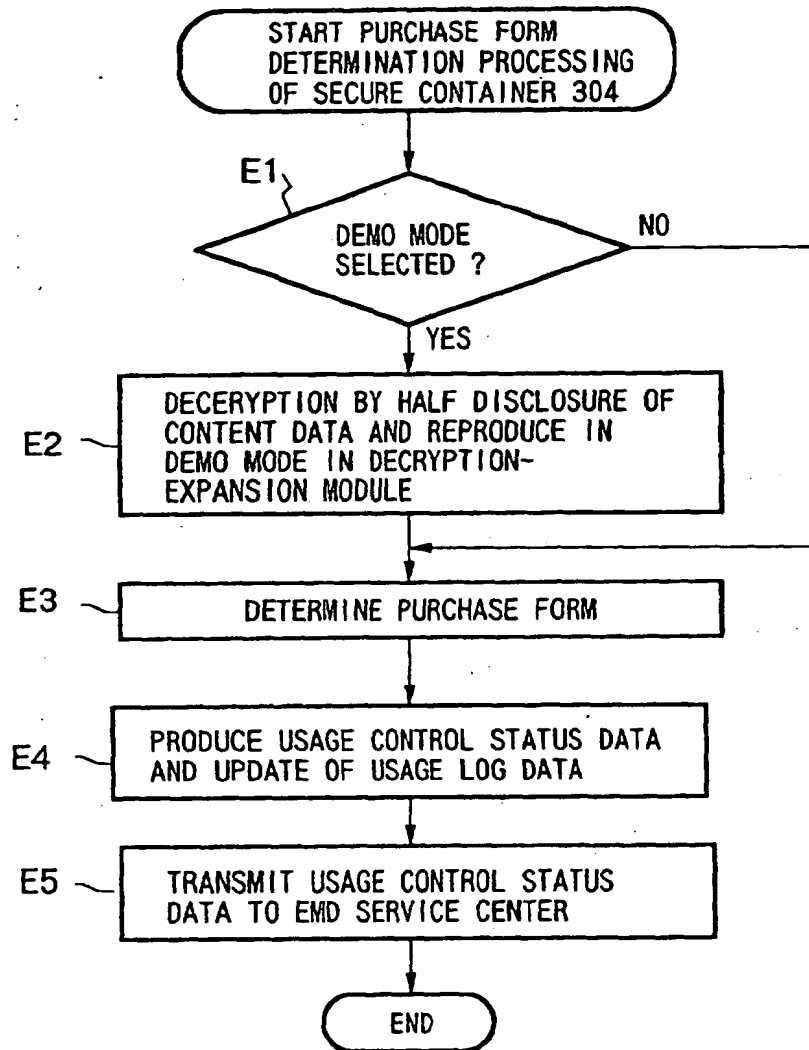 START PURCHASE FORM
DETERMINATION PROCESSING
OF SECURE CONTAINER 304
E1
DEMO MODE
SELECTED ?
NO
YES
E2
DECERYPTION BY HALF DISCLOSURE OF
CONTENT DATA AND REPRODUCE IN
DEMO MODE IN DECRYPTION-
EXPANSION MODULE
E3
DETERMINE PURCHASE FORM
E4
PRODUCE USAGE CONTROL STATUS DATA
AND UPDATE OF USAGE LOG DATA
E5
TRANSMIT USAGE CONTROL STATUS
DATA TO EMD SERVICE CENTER
END